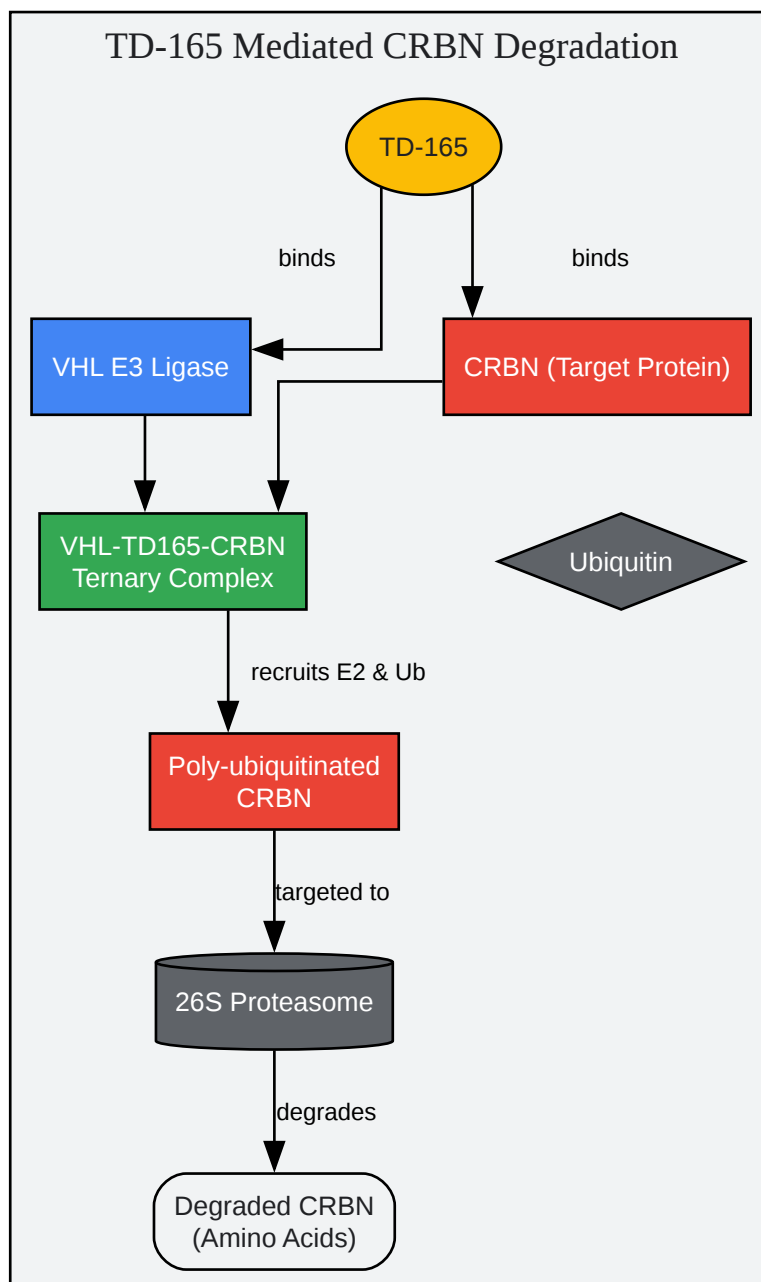 TD-165 Mediated CRBN Degradation
TD-165
binds
binds
VHL E3 Ligase
CRBN (Target Protein)
VHL-TD165-CRBN
Ternary Complex
Ubiquitin
recruits E2 & Ub
Poly-ubiquitinated
CRBN
targeted to
26S Proteasome
degrades
Degraded CRBN
(Amino Acids)